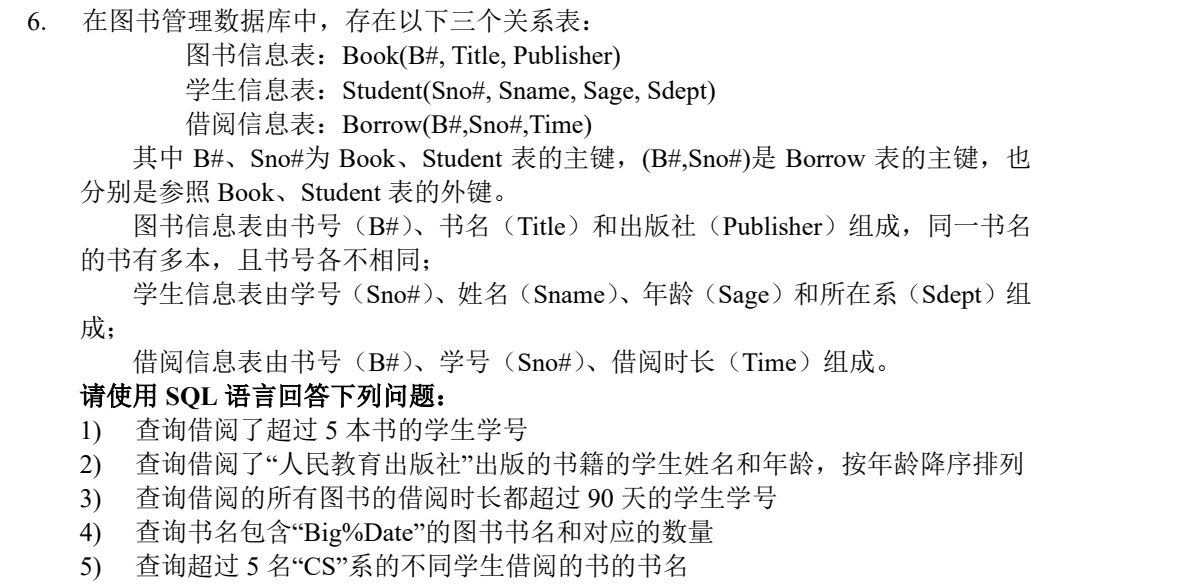 6. 在图书管理数据库中，存在以下三个关系表：
图书信息表：Book(B#, Title, Publisher)
学生信息表：Student(Sno#, Sname, Sage, Sdept)
借阅信息表：Borrow(B#,Sno#,Time)
其中 B#、Sno#为 Book、Student 表的主键，(B#,Sno#)是 Borrow 表的主键，也
分别是参照 Book、Student 表的外键。
图书信息表由书号（B#）、书名（Title）和出版社（Publisher）组成，同一书名
的书有多本，且书号各不相同；
学生信息表由学号（Sno#）、姓名（Sname）、年龄（Sage）和所在系（Sdept）组
成；
借阅信息表由书号（B#）、学号（Sno#）、借阅时长（Time）组成。
请使用 SQL 语言回答下列问题：
1) 查询借阅了超过 5 本书的学生学号
2) 查询借阅了“人民教育出版社”出版的书籍的学生姓名和年龄，按年龄降序排列
3) 查询借阅的所有图书的借阅时长都超过 90 天的学生学号
4) 查询书名包含“Big%Date”的图书书名和对应的数量
5) 查询超过 5 名“CS”系的不同学生借阅的书的书名